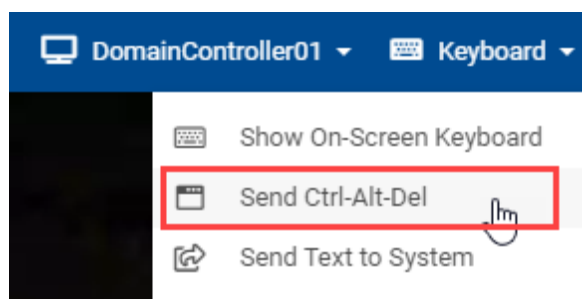 DomainController01 Keyboard
Show On-Screen Keyboard
Send Ctrl-Alt-Del
Send Text to System